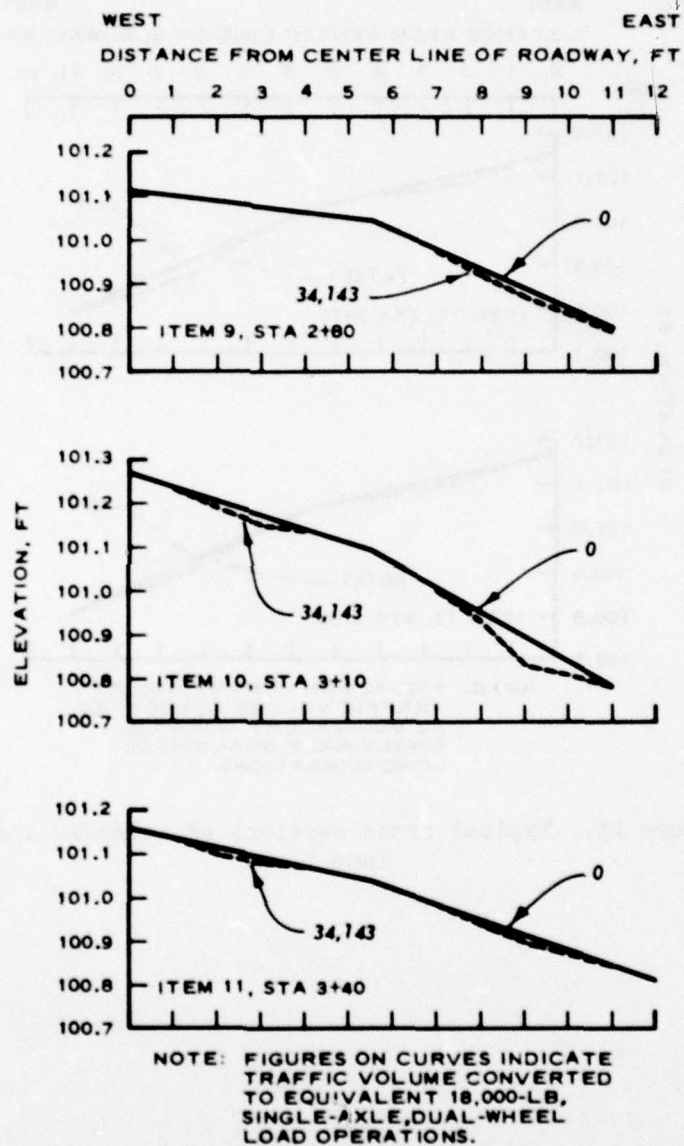 WEST EAST
DISTANCE FROM CENTER LINE OF ROADWAY, FT
0 1 2 3 4 5 6 7 8 9 10 11 12
101.2
101.1
101.0
100.9
100.8
100.7
0
34,143
ITEM 9, STA 2+80
ELEVATION, FT
101.3
101.2
101.1
101.0
100.9
100.8
100.7
0
34,143
ITEM 10, STA 3+10
101.2
101.1
101.0
100.9
100.8
100.7
0
34,143
ITEM 11, STA 3+40
NOTE: FIGURES ON CURVES INDICATE
TRAFFIC VOLUME CONVERTED
TO EQUIVALENT 18,000-LB,
SINGLE-AXLE, DUAL-WHEEL
LOAD OPERATIONS.